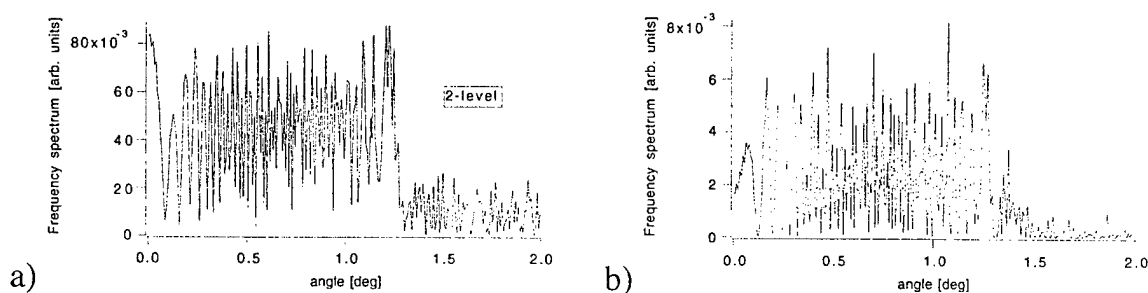 80x10⁻³
60
40
20
0
Frequency spectrum [arb. units]
2-level
0.0 0.5 1.0 1.5 2.0
angle [deg]
a)
8x10⁻³
6
4
2
0
Frequency spectrum [arb. units]
0.0 0.5 1.0 1.5 2.0
angle [deg]
b)